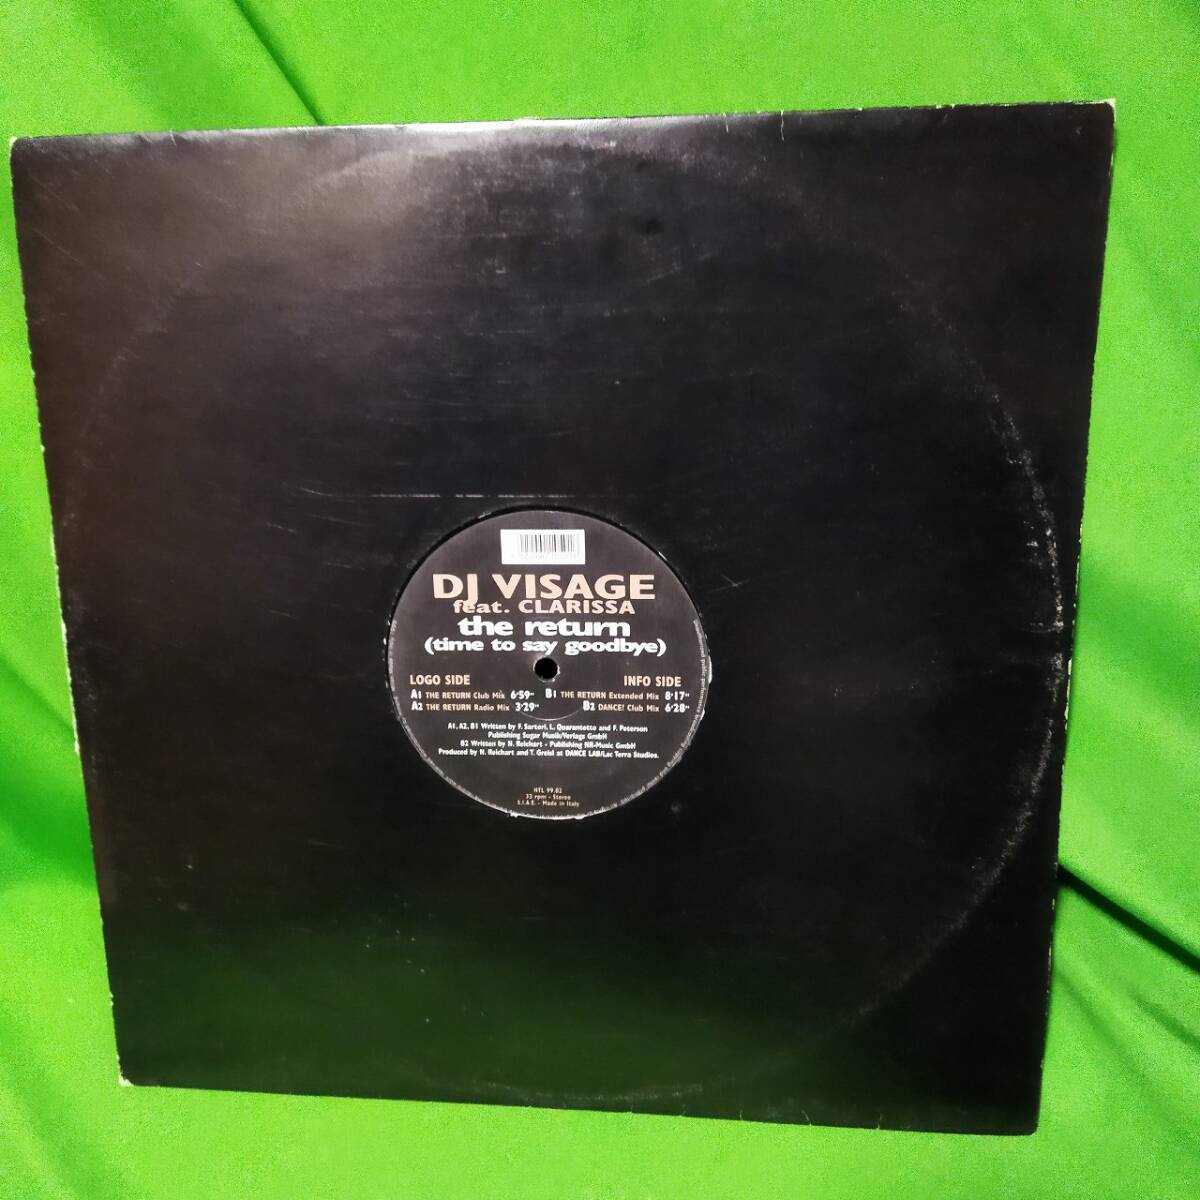 DJ VISAGE
feat. CLARISSA
the return
(time to say goodbye)
LOGO SIDE INFO SIDE
A1 THE RETURN Club Mix 6'59" B1 THE RETURN Extended Mix 8'17"
A2 THE RETURN Radio Mix 3'29" B2 DANCE! Club Mix 6'28"
A1, A2, B1 Written by F. Sartori, L. Quarantotto and F. Peterson
Publishing Sugar Musik/Verlage GmbH
B2 Written by N. Reichart - Publishing NR-Music GmbH
Produced by N. Reichart and T. Greisl at DANCE LAB/Lac Terra Studios.
HTL 99.02
33 rpm - Stereo
S.I.A.E. - Made in Italy